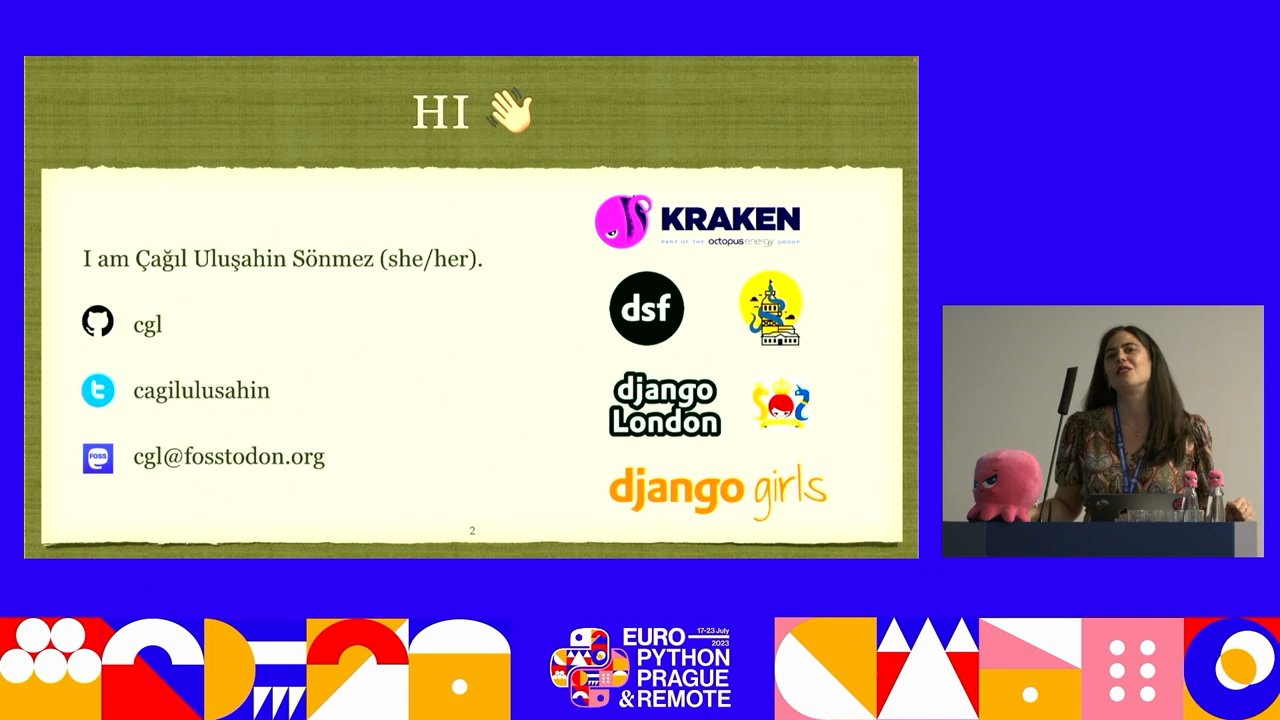 HI 👋
I am Çağıl Uluşahin Sönmez (she/her).
cgl
cagilulusahin
FOSS
cgl@fosstodon.org
KRAKEN
PART OF THE octopusenergy GROUP
dsf
django
London
django girls
2
17-23 July
2023
EURO
PYTHON
PRAGUE
& REMOTE